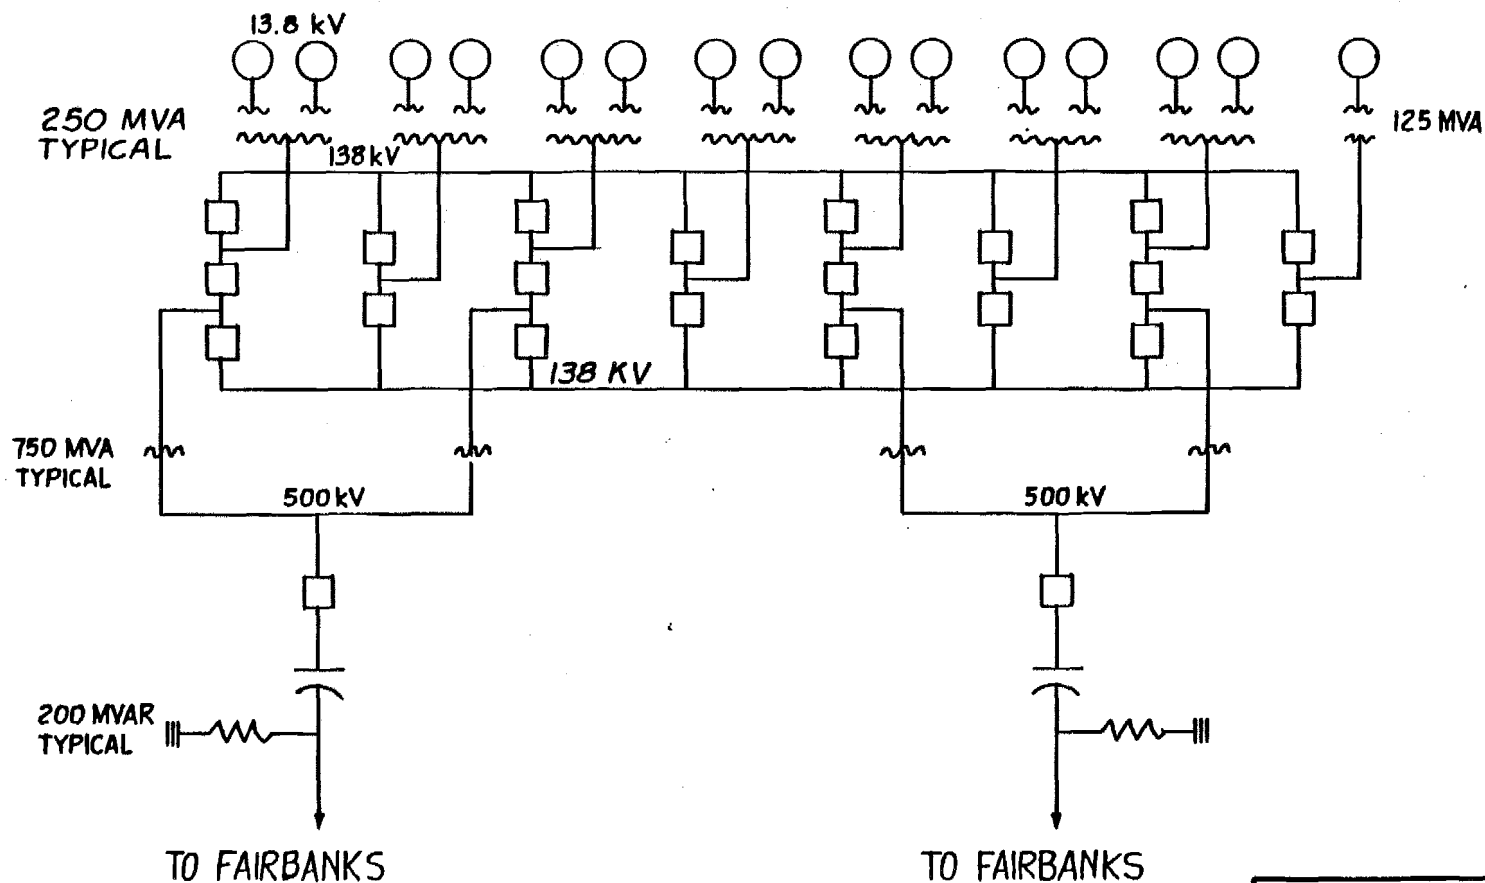 13.8 kV
250 MVA
TYPICAL
125 MVA
138 kV
138 KV
750 MVA
TYPICAL
500 kV
500 kV
200 MVAR
TYPICAL
TO FAIRBANKS
TO FAIRBANKS